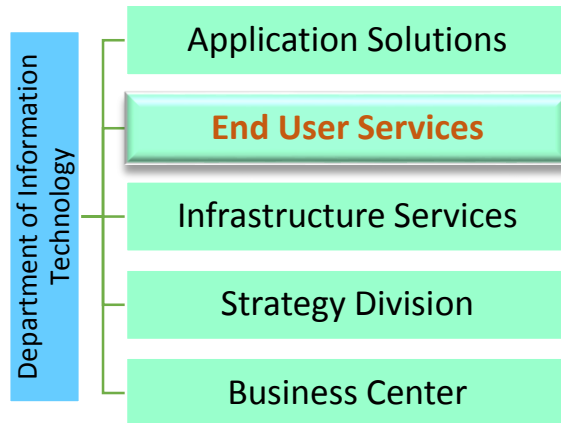 Department of Information
Technology
Application Solutions
End User Services
Infrastructure Services
Strategy Division
Business Center